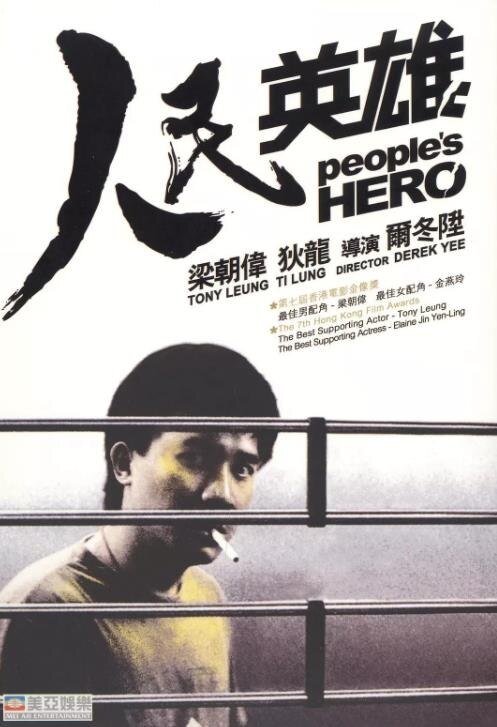 人民英雄
people's
HERO
梁朝偉 狄龍 導演 爾冬陞
TONY LEUNG TI LUNG DIRECTOR DEREK YEE
★第七屆香港電影金像獎
最佳男配角 - 梁朝偉 最佳女配角 - 金燕玲
★The 7th Hong Kong Film Awards
The Best Supporting Actor - Tony Leung
The Best Supporting Actress - Elaine Jin Yen-Ling
美亞娛樂
MEI AH ENTERTAINMENT